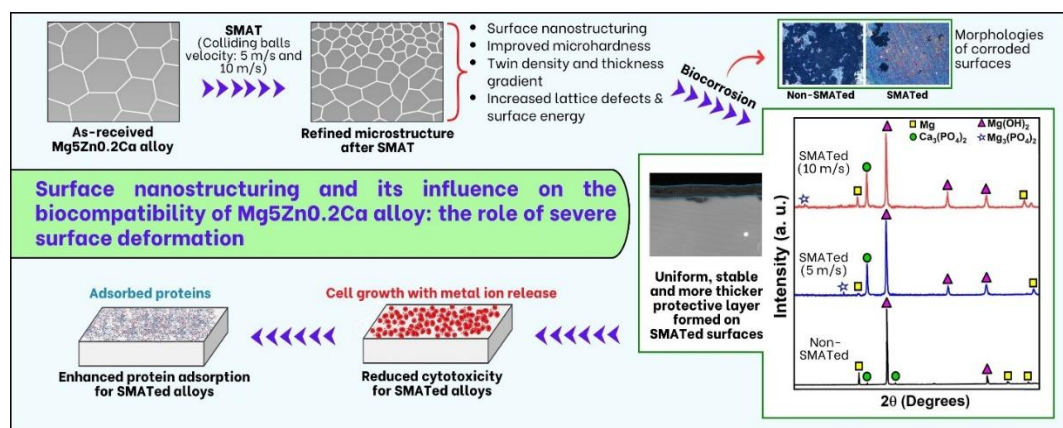 SMAT
(Colliding balls
velocity: 5 m/s and
10 m/s)
As-received
Mg5Zn0.2Ca alloy
Refined microstructure
after SMAT
• Surface nanostructuring
• Improved microhardness
• Twin density and thickness
gradient
• Increased lattice defects &
surface energy
Biocorrosion
Non-SMATed
SMATed
Morphologies
of corroded
surfaces
Surface nanostructuring and its influence on the
biocompatibility of Mg5Zn0.2Ca alloy: the role of severe
surface deformation
Uniform, stable
and more thicker
protective layer
formed on
SMATed surfaces
Mg
Mg(OH)₂
Ca₃(PO₄)₂
Mg₃(PO₄)₂
SMATed
(10 m/s)
SMATed
(5 m/s)
Non-
SMATed
Intensity (a. u.)
2θ (Degrees)
Adsorbed proteins
Enhanced protein adsorption
for SMATed alloys
Cell growth with metal ion release
Reduced cytotoxicity
for SMATed alloys